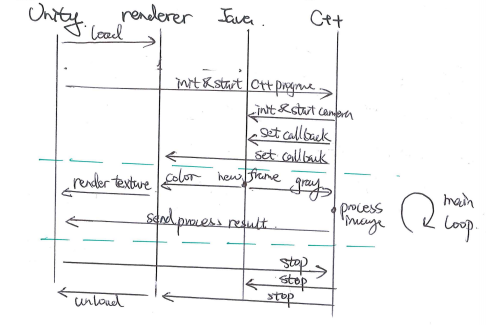 Unity renderer Java C++
Load
init & start C++ progme
init & start camera
set callback
set callback
render texture color new frame gray
process image
main loop
send process result
stop
stop
unload stop